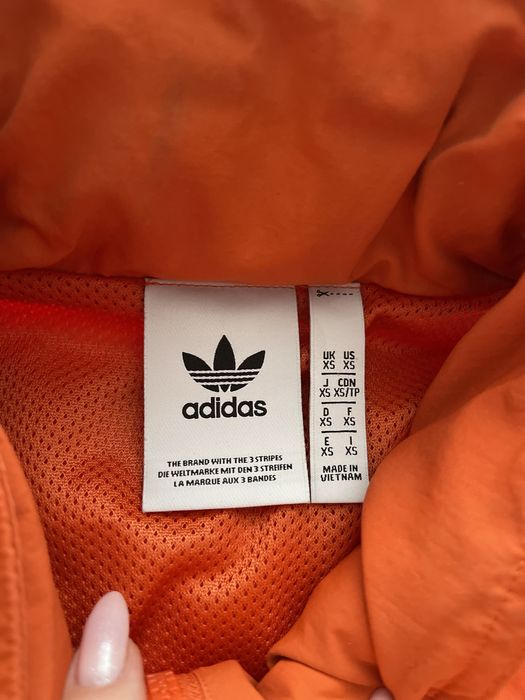 adidas
THE BRAND WITH THE 3 STRIPES
DIE WELTMARKE MIT DEN 3 STREIFEN
LA MARQUE AUX 3 BANDES
UK US
XS XS
J CDN
XS XS/TP
D F
XS XS
E I
XS XS
MADE IN
VIETNAM